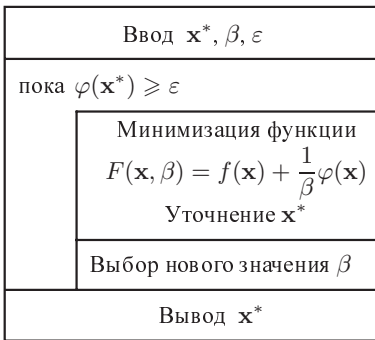 Ввод x*, β, ε
пока φ(x*) ⩾ ε
Минимизация функции
F(x, β) = f(x) + 1/β φ(x)
Уточнение x*
Выбор нового значения β
Вывод x*